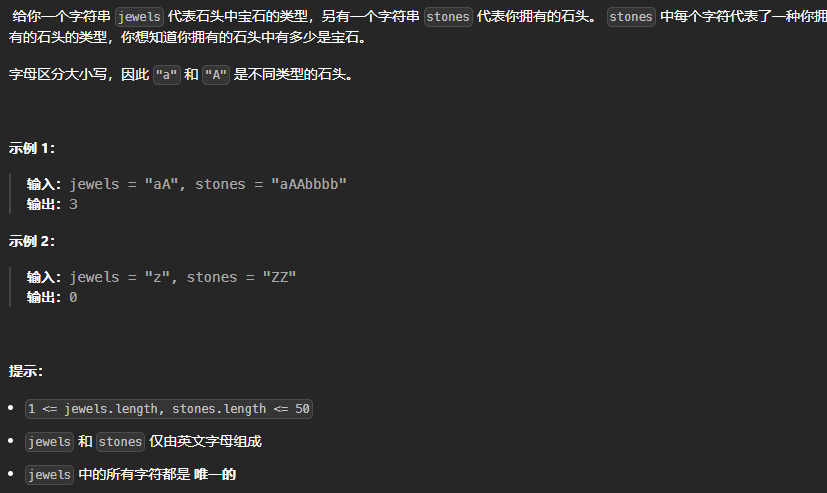 给你一个字符串 jewels 代表石头中宝石的类型，另有一个字符串 stones 代表你拥有的石头。 stones 中每个字符代表了一种你拥
有的石头的类型，你想知道你拥有的石头中有多少是宝石。
字母区分大小写，因此 "a" 和 "A" 是不同类型的石头。
示例 1：
输入：jewels = "aA", stones = "aAAbbbb"
输出：3
示例 2：
输入：jewels = "z", stones = "ZZ"
输出：0
提示：
• 1 <= jewels.length, stones.length <= 50
• jewels 和 stones 仅由英文字母组成
• jewels 中的所有字符都是 唯一的